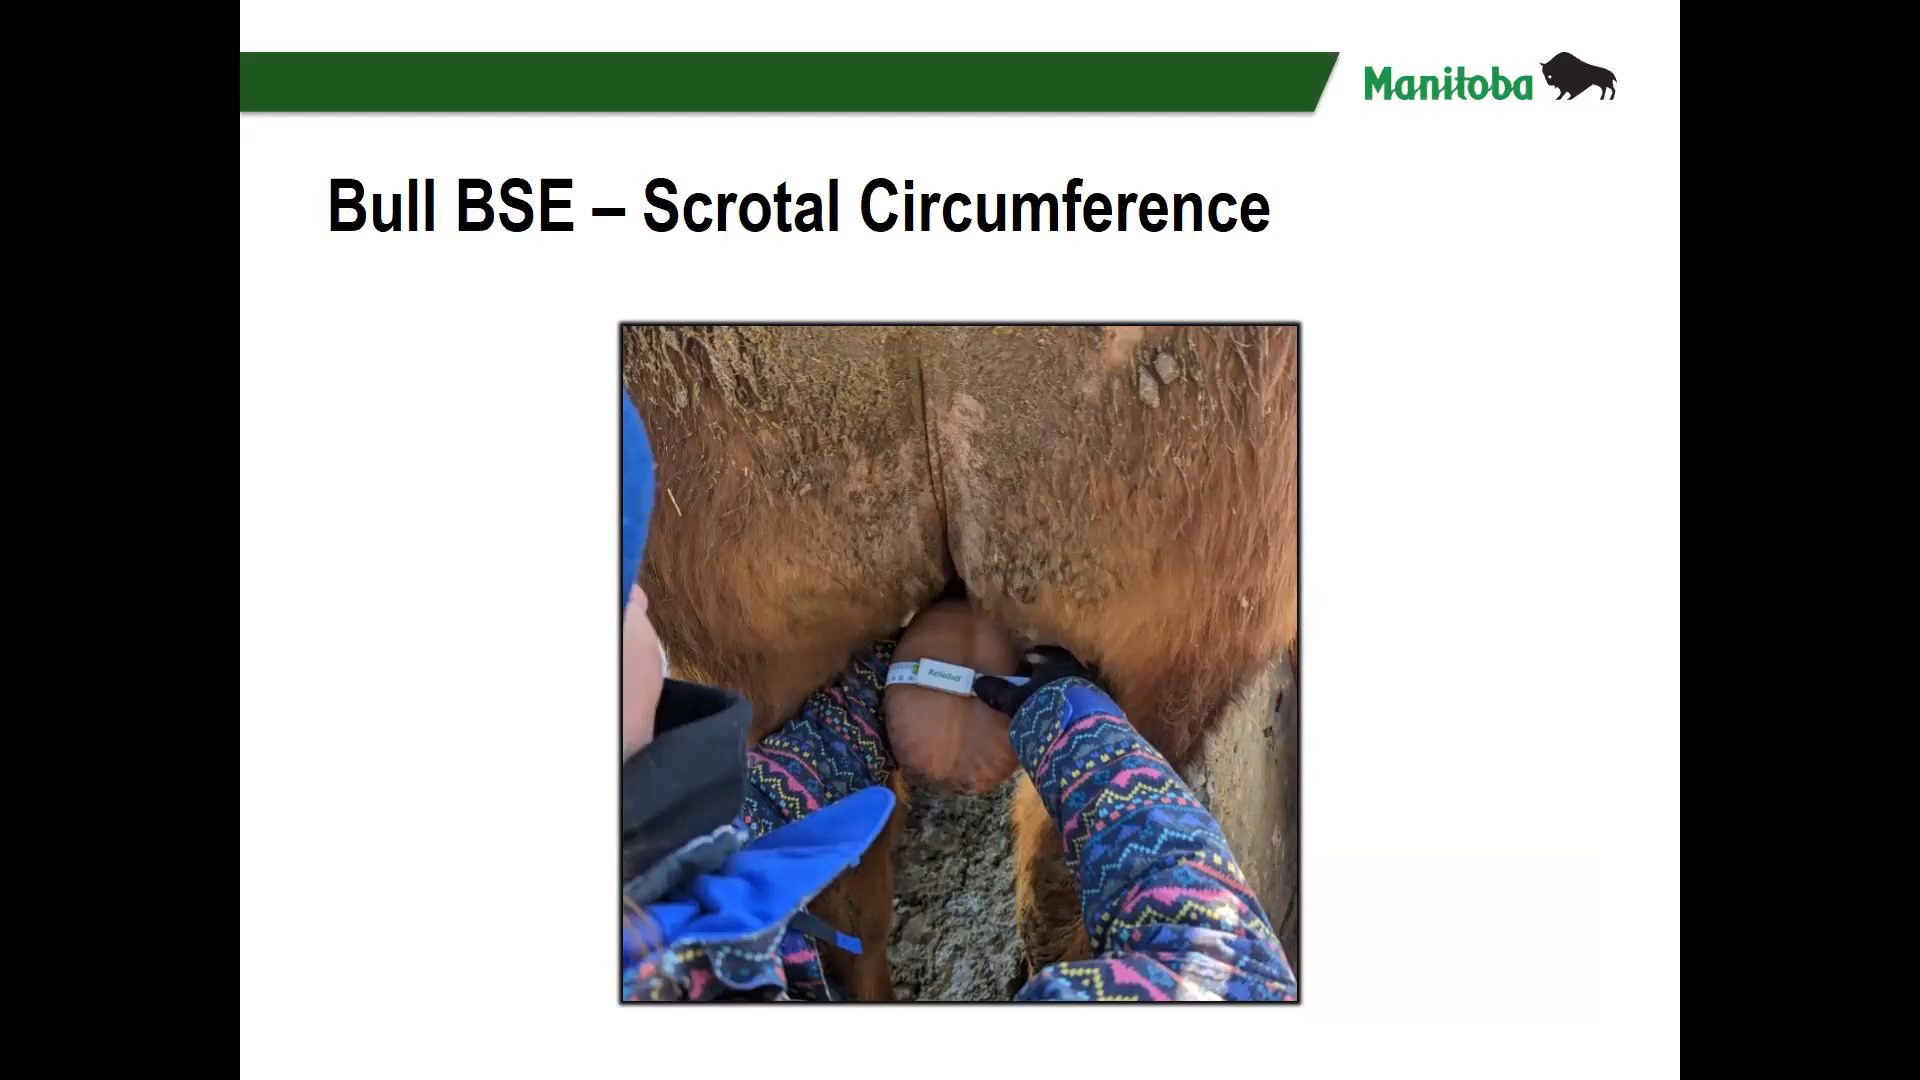 Manitoba
Bull BSE – Scrotal Circumference